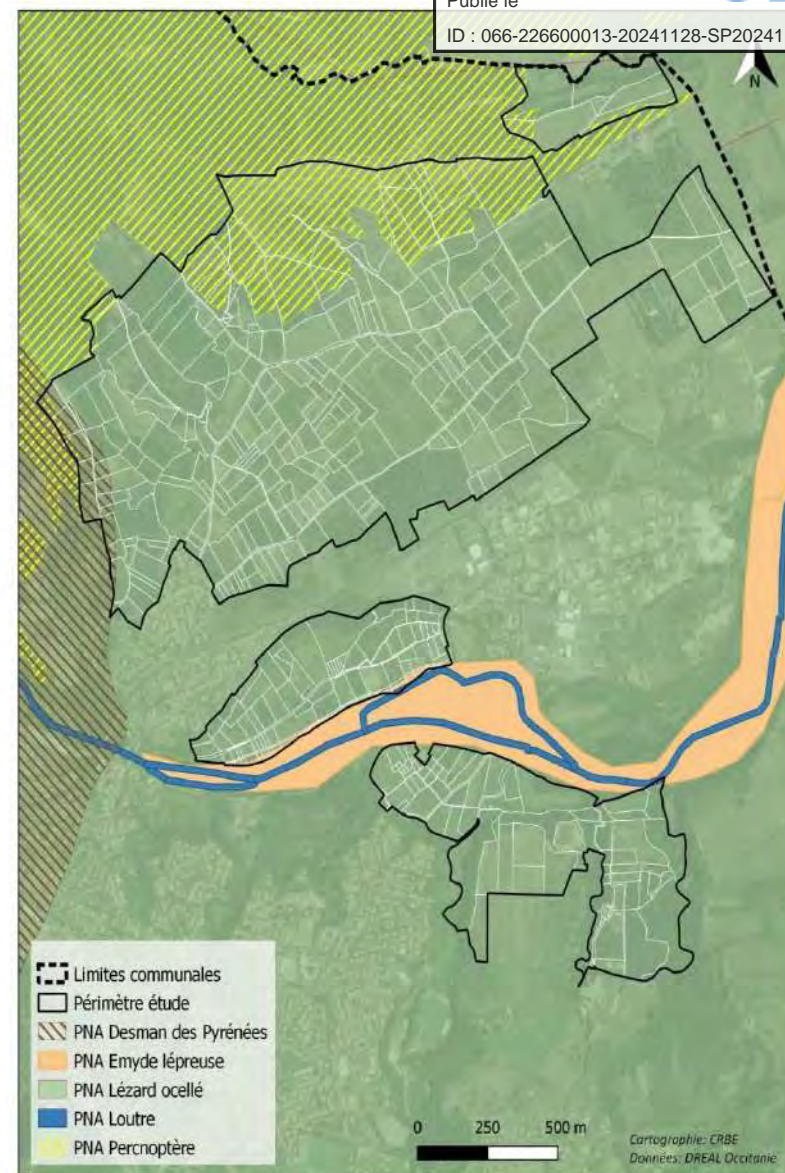 Publié le
ID : 066-226600013-20241128-SP20241
N
Limites communales
Périmètre étude
PNA Desman des Pyrénées
PNA Emyde lépreuse
PNA Lézard ocellé
PNA Loutre
PNA Percnoptère
0 250 500 m
Cartographie: CRBE
Données: DREAL Occitanie